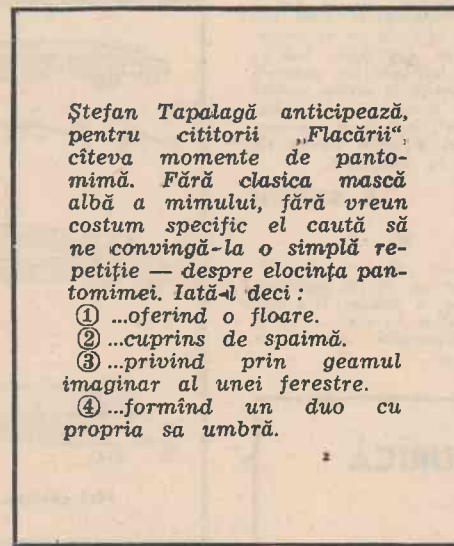 Ștefan Tapalagă anticipează,
pentru cititorii „Flacării“,
cîteva momente de panto-
mimă. Fără clasica mască
albă a mimului, fără vreun
costum specific el caută să
ne convingă-la o simplă re-
petiție — despre elocința pan-
tomimei. Iată-l deci :
① ...oferind o floare.
② ...cuprins de spaimă.
③ ...privind prin geamul
imaginar al unei ferestre.
④ ...formînd un duo cu
propria sa umbră.